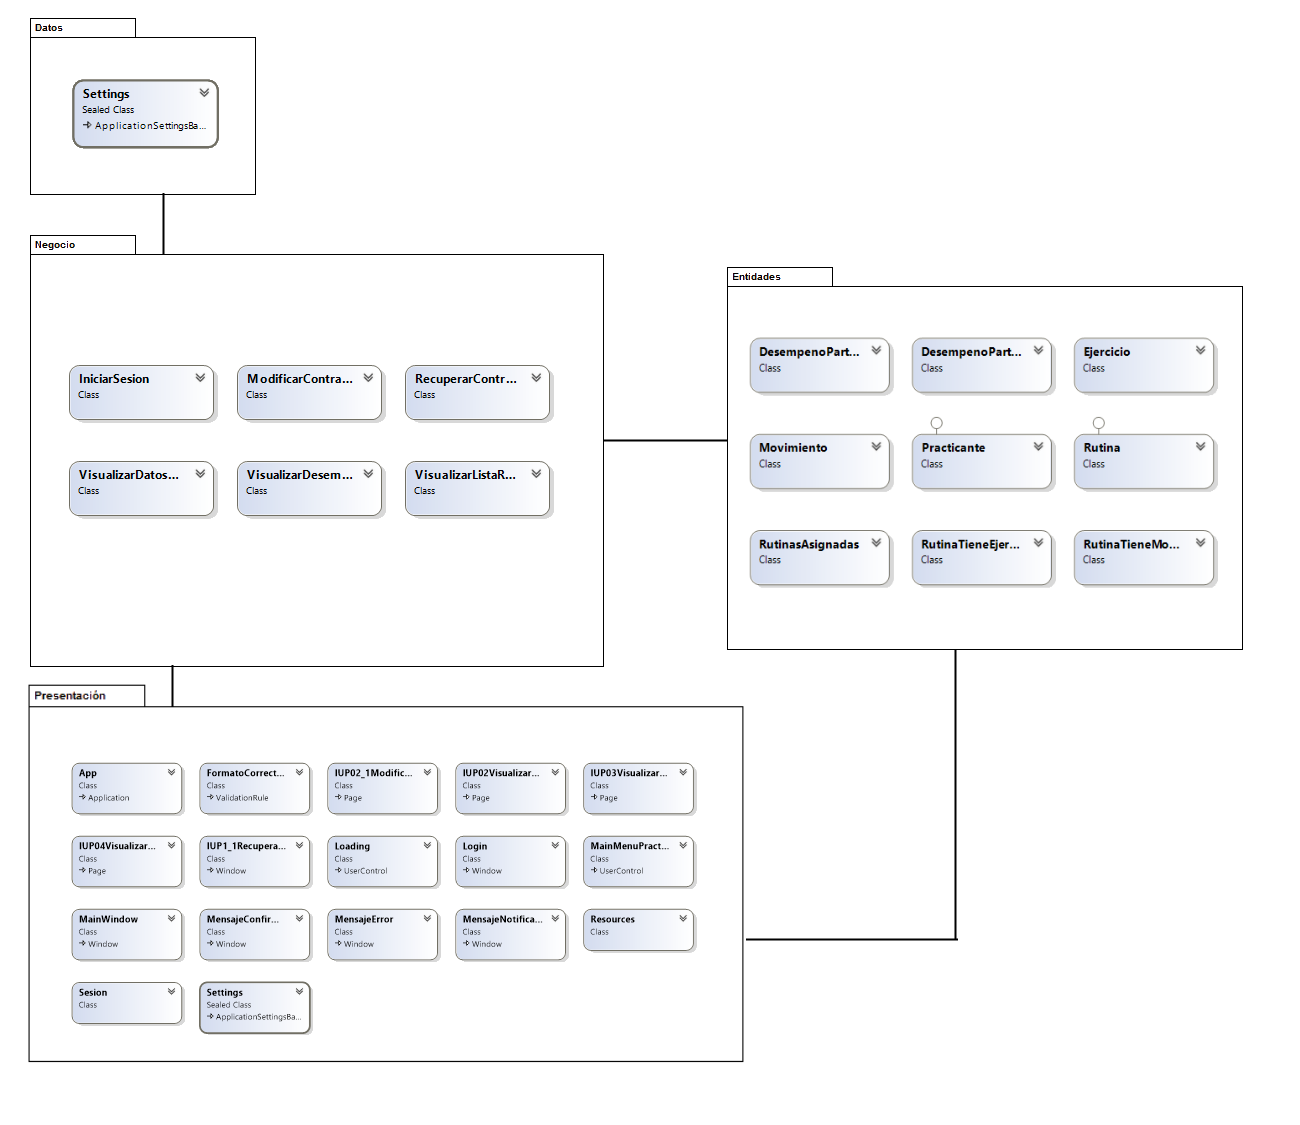 Datos
Settings
Sealed Class
ApplicationSettingsBa...
Negocio
IniciarSesion
Class
ModificarContra...
Class
RecuperarContr...
Class
VisualizarDatos...
Class
VisualizarDesem...
Class
VisualizarListaR...
Class
Entidades
DesempenoPart...
Class
DesempenoPart...
Class
Ejercicio
Class
Movimiento
Class
Practicante
Class
Rutina
Class
RutinasAsignadas
Class
RutinaTieneEjer...
Class
RutinaTieneMo...
Class
Presentación
App
Class
Application
FormatoCorrect...
Class
ValidationRule
IUP02_1Modific...
Class
Page
IUP02Visualizar...
Class
Page
IUP03Visualizar...
Class
Page
IUP04Visualizar...
Class
Page
IUP1_1Recupera...
Class
Window
Loading
Class
UserControl
Login
Class
Window
MainMenuPract...
Class
UserControl
MainWindow
Class
Window
MensajeConfir...
Class
Window
MensajeError
Class
Window
MensajeNotifica...
Class
Window
Resources
Class
Sesion
Class
Settings
Sealed Class
ApplicationSettingsBa...